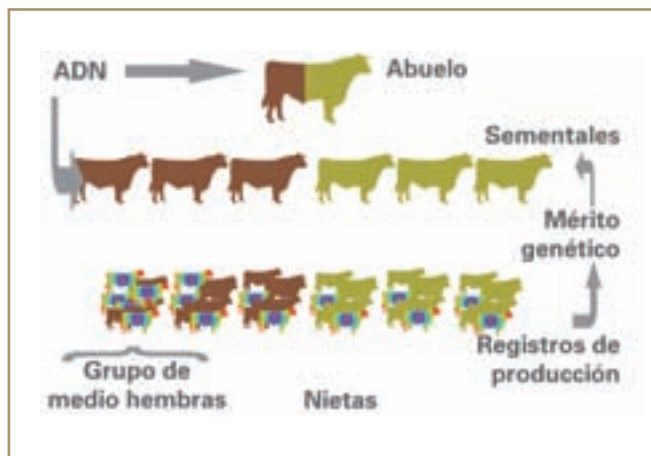 ADN
Abuelo
Sementales
Mérito
genético
Registros de
producción
Grupo de
medio hembras
Nietas